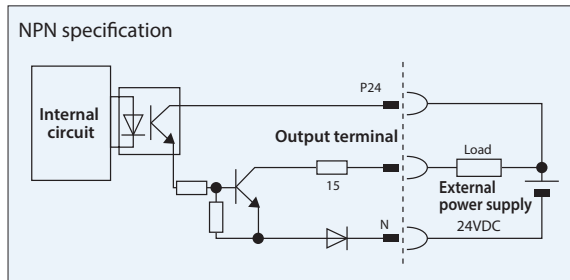 NPN specification
P24
Internal
circuit
Output terminal
Load
15
External
power supply
N
24VDC